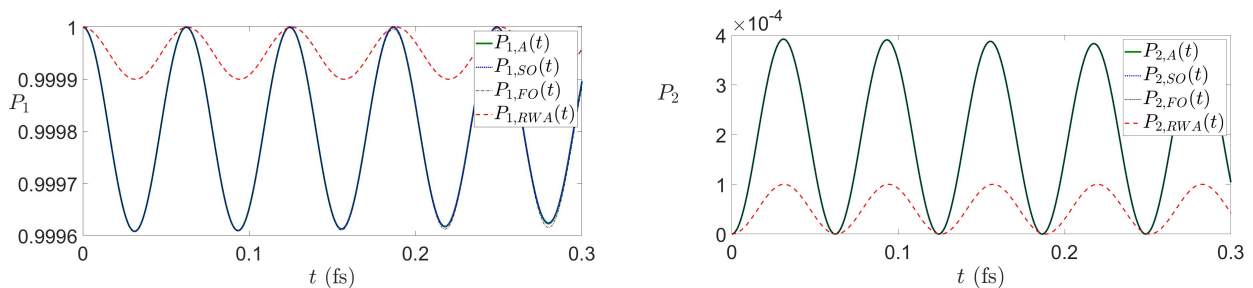 1
0.9999
0.9998
0.9997
0.9996
P₁
0
0.1
0.2
0.3
t (fs)
P₁,A(t)
P₁,SO(t)
P₁,FO(t)
P₁,RWA(t)
×10⁻⁴
4
3
2
1
0
P₂
0
0.1
0.2
0.3
t (fs)
P₂,A(t)
P₂,SO(t)
P₂,FO(t)
P₂,RWA(t)